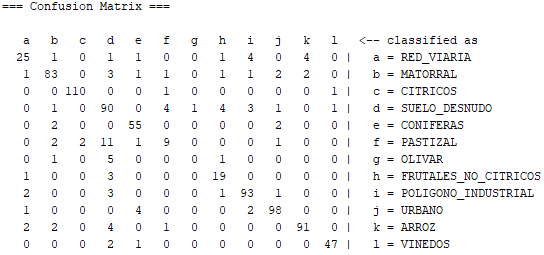 === Confusion Matrix ===
a b c d e f g h i j k l <-- classified as
25 1 0 1 1 0 0 1 4 0 4 0 | a = RED_VIARIA
1 83 0 3 1 1 0 1 1 2 2 0 | b = MATORRAL
0 0 110 0 0 1 0 0 0 0 0 1 | c = CITRICOS
0 1 0 90 0 4 1 4 3 1 0 1 | d = SUELO_DESNUDO
0 2 0 0 55 0 0 0 0 2 0 0 | e = CONIFERAS
0 2 2 11 1 9 0 0 0 1 0 0 | f = PASTIZAL
0 1 0 5 0 0 0 1 0 0 0 0 | g = OLIVAR
1 0 0 3 0 0 0 19 0 0 0 0 | h = FRUTALES_NO_CITRICOS
2 0 0 3 0 0 0 1 93 1 0 0 | i = POLIGONO_INDUSTRIAL
1 0 0 0 4 0 0 0 2 98 0 0 | j = URBANO
2 2 0 4 0 1 0 0 0 0 91 0 | k = ARROZ
0 0 0 2 1 0 0 0 0 0 0 47 | l = VINEDOS